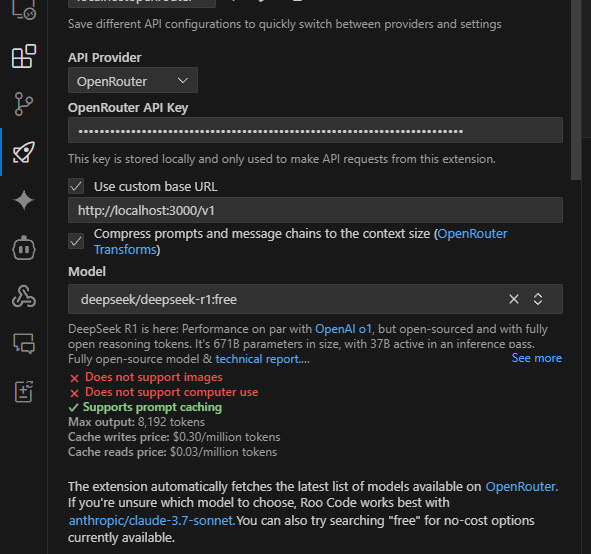 Save different API configurations to quickly switch between providers and settings
API Provider
OpenRouter
OpenRouter API Key
This key is stored locally and only used to make API requests from this extension.
Use custom base URL
http://localhost:3000/v1
Compress prompts and message chains to the context size (OpenRouter
Transforms)
Model
deepseek/deepseek-r1:free
DeepSeek R1 is here: Performance on par with OpenAI o1, but open-sourced and with fully
open reasoning tokens. It's 671B parameters in size, with 37B active in an inference pass.
Fully open-source model & technical report.... See more
Does not support images
Does not support computer use
Supports prompt caching
Max output: 8,192 tokens
Cache writes price: $0.30/million tokens
Cache reads price: $0.03/million tokens
The extension automatically fetches the latest list of models available on OpenRouter.
If you're unsure which model to choose, Roo Code works best with
anthropic/claude-3.7-sonnet.You can also try searching "free" for no-cost options
currently available.